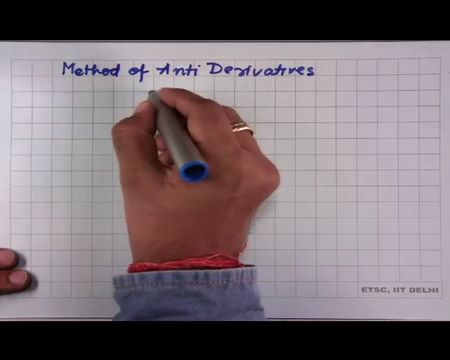 Method of Anti Derivatives
ETSC, IIT DELHI